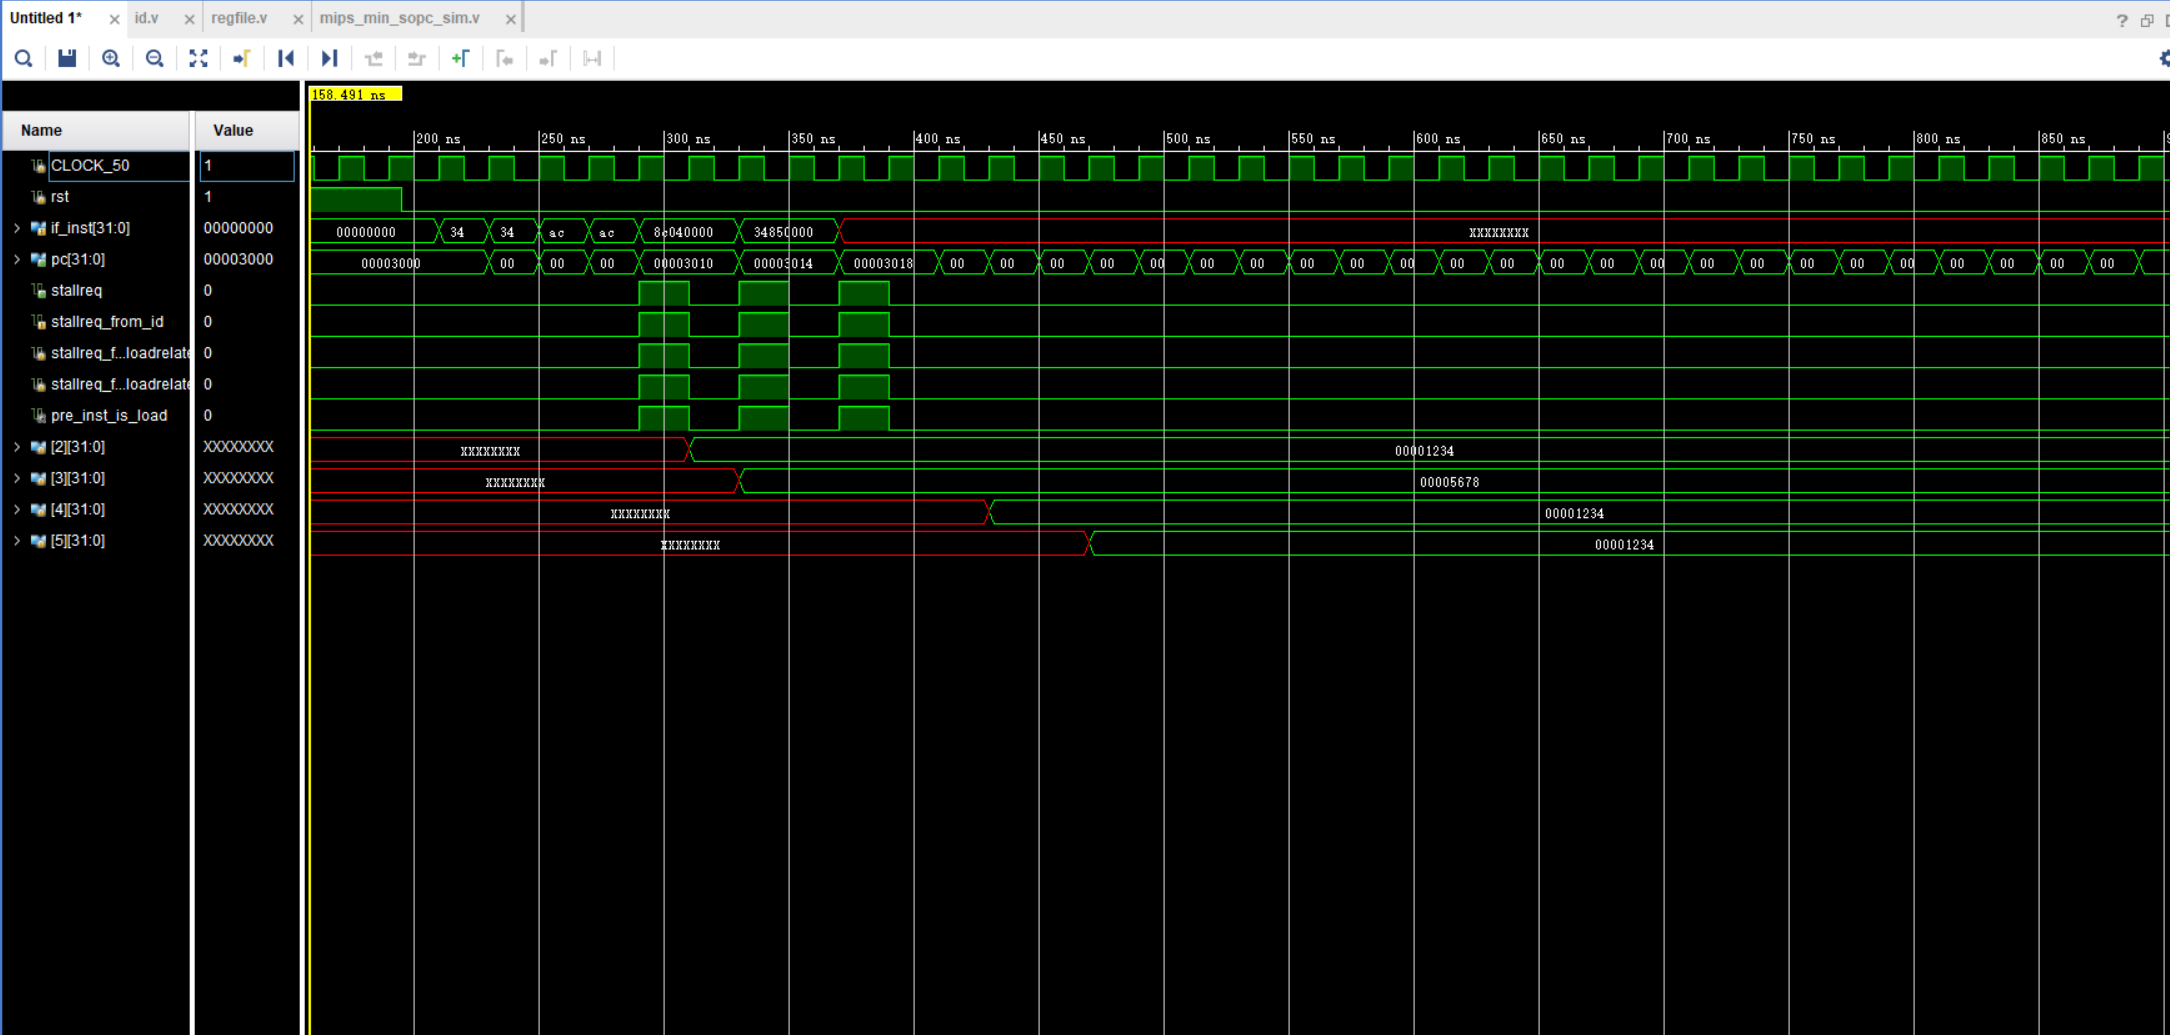 Untitled 1* id.v regfile.v mips_min_sopc_sim.v
158.491 ns
Name Value
200 ns 250 ns 300 ns 350 ns 400 ns 450 ns 500 ns 550 ns 600 ns 650 ns 700 ns 750 ns 800 ns 850 ns
CLOCK_50 1
rst 1
if_inst[31:0] 00000000 00000000 34 34 ac ac 8c040000 34850000 XXXXXXXX
pc[31:0] 00003000 00003000 00 00 00 00003010 00003014 00003018 00 00 00 00 00 00 00 00 00 00 00 00 00 00 00 00 00 00 00 00 00 00 00 00
stallreq 0
stallreq_from_id 0
stallreq_f...loadrelate 0
stallreq_f...loadrelate 0
pre_inst_is_load 0
[2][31:0] XXXXXXXX XXXXXXXX 00001234
[3][31:0] XXXXXXXX XXXXXXXX 00005678
[4][31:0] XXXXXXXX XXXXXXXX 00001234
[5][31:0] XXXXXXXX XXXXXXXX 00001234